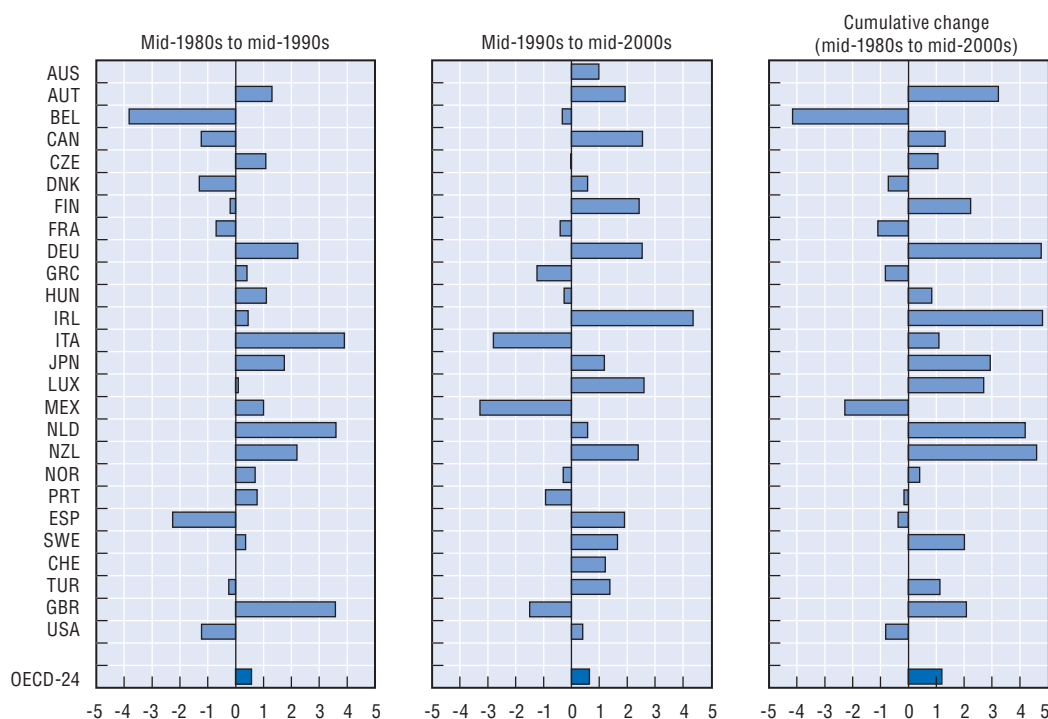 Mid-1980s to mid-1990s
Mid-1990s to mid-2000s
Cumulative change
(mid-1980s to mid-2000s)
AUS
AUT
BEL
CAN
CZE
DNK
FIN
FRA
DEU
GRC
HUN
IRL
ITA
JPN
LUX
MEX
NLD
NZL
NOR
PRT
ESP
SWE
CHE
TUR
GBR
USA
OECD-24
-5 -4 -3 -2 -1 0 1 2 3 4 5
-5 -4 -3 -2 -1 0 1 2 3 4 5
-5 -4 -3 -2 -1 0 1 2 3 4 5